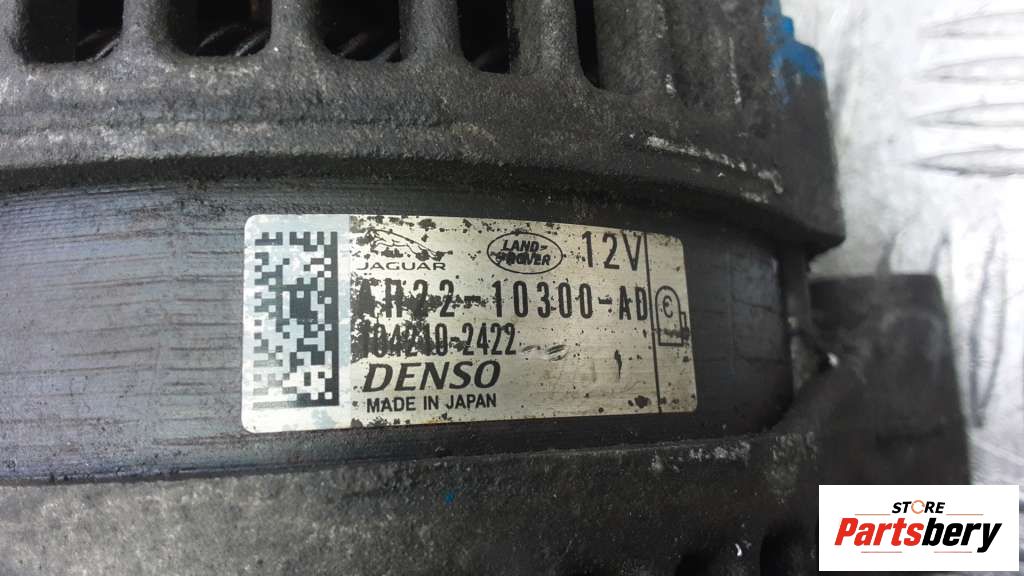 JAGUAR
LAND-
ROVER
12V
AH22-10300-AD
104210-2422
DENSO
MADE IN JAPAN
STORE
Partsbery